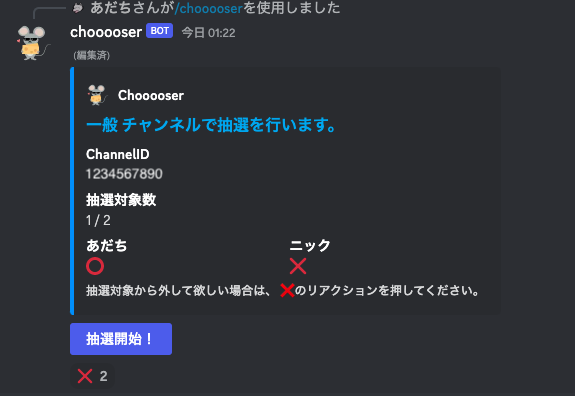 あだちさんが/chooooserを使用しました
chooooser BOT 今日 01:22
(編集済)
Chooooser
一般 チャンネルで抽選を行います。
ChannelID
1234567890
抽選対象数
1 / 2
あだち ニック
⭕ ❌
抽選対象から外して欲しい場合は、❌のリアクションを押してください。
抽選開始！
❌ 2